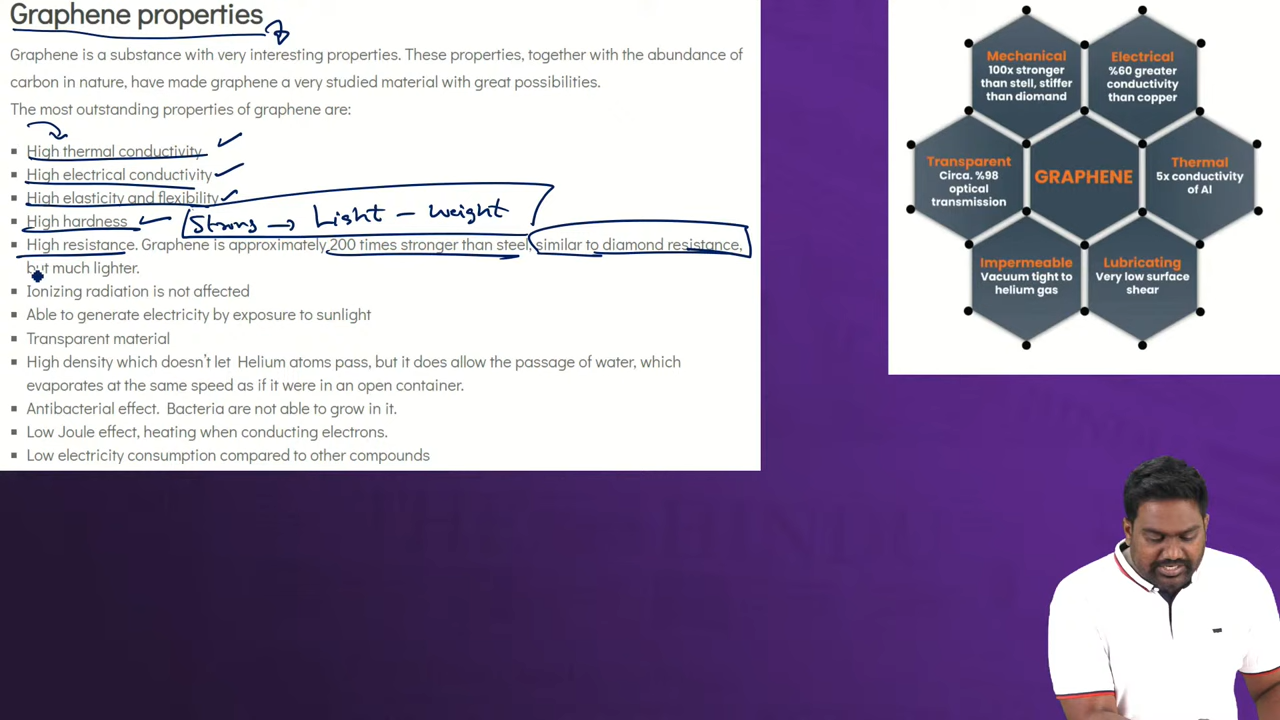 Graphene properties
Graphene is a substance with very interesting properties. These properties, together with the abundance of
carbon in nature, have made graphene a very studied material with great possibilities.
The most outstanding properties of graphene are:
High thermal conductivity
High electrical conductivity
High elasticity and flexibility
High hardness
Strong → Light - weight
High resistance. Graphene is approximately 200 times stronger than steel, similar to diamond resistance,
but much lighter.
Ionizing radiation is not affected
Able to generate electricity by exposure to sunlight
Transparent material
High density which doesn't let Helium atoms pass, but it does allow the passage of water, which
evaporates at the same speed as if it were in an open container.
Antibacterial effect. Bacteria are not able to grow in it.
Low Joule effect, heating when conducting electrons.
Low electricity consumption compared to other compounds
Mechanical
100x stronger
than stell, stiffer
than diomand
Electrical
%60 greater
conductivity
than copper
Transparent
Circa. %98
optical
transmission
GRAPHENE
Thermal
5x conductivity
of Al
Impermeable
Vacuum tight to
helium gas
Lubricating
Very low surface
shear